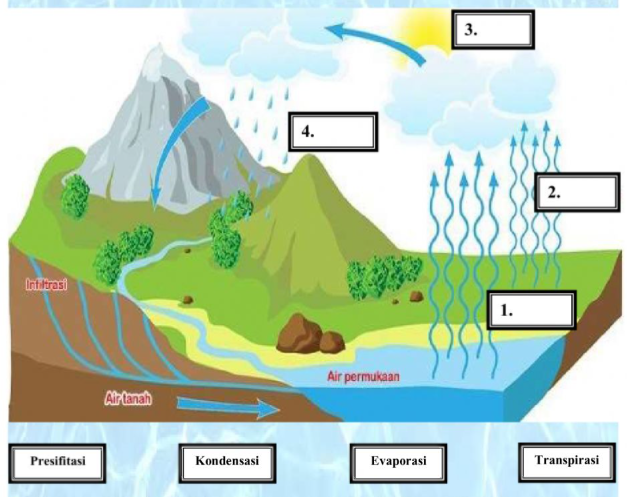 3.
4.
2.
Infiltrasi
1.
Air permukaan
Air tanah
Presifitasi
Kondensasi
Evaporasi
Transpirasi